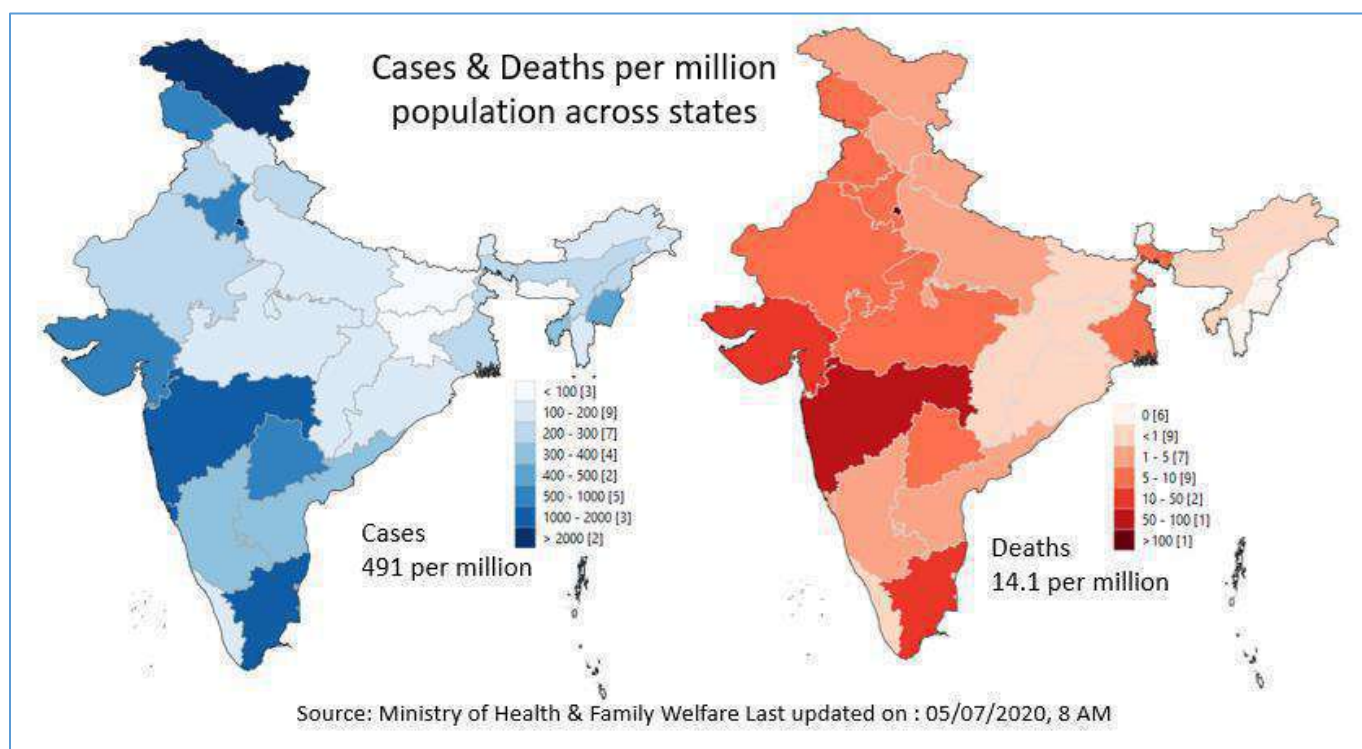 Cases & Deaths per million
population across states
< 100 [3]
100 - 200 [9]
200 - 300 [7]
300 - 400 [4]
400 - 500 [2]
500 - 1000 [5]
1000 - 2000 [3]
> 2000 [2]
Cases
491 per million
0 [6]
<1 [9]
1 - 5 [7]
5 - 10 [9]
10 - 50 [2]
50 - 100 [1]
>100 [1]
Deaths
14.1 per million
Source: Ministry of Health & Family Welfare Last updated on : 05/07/2020, 8 AM